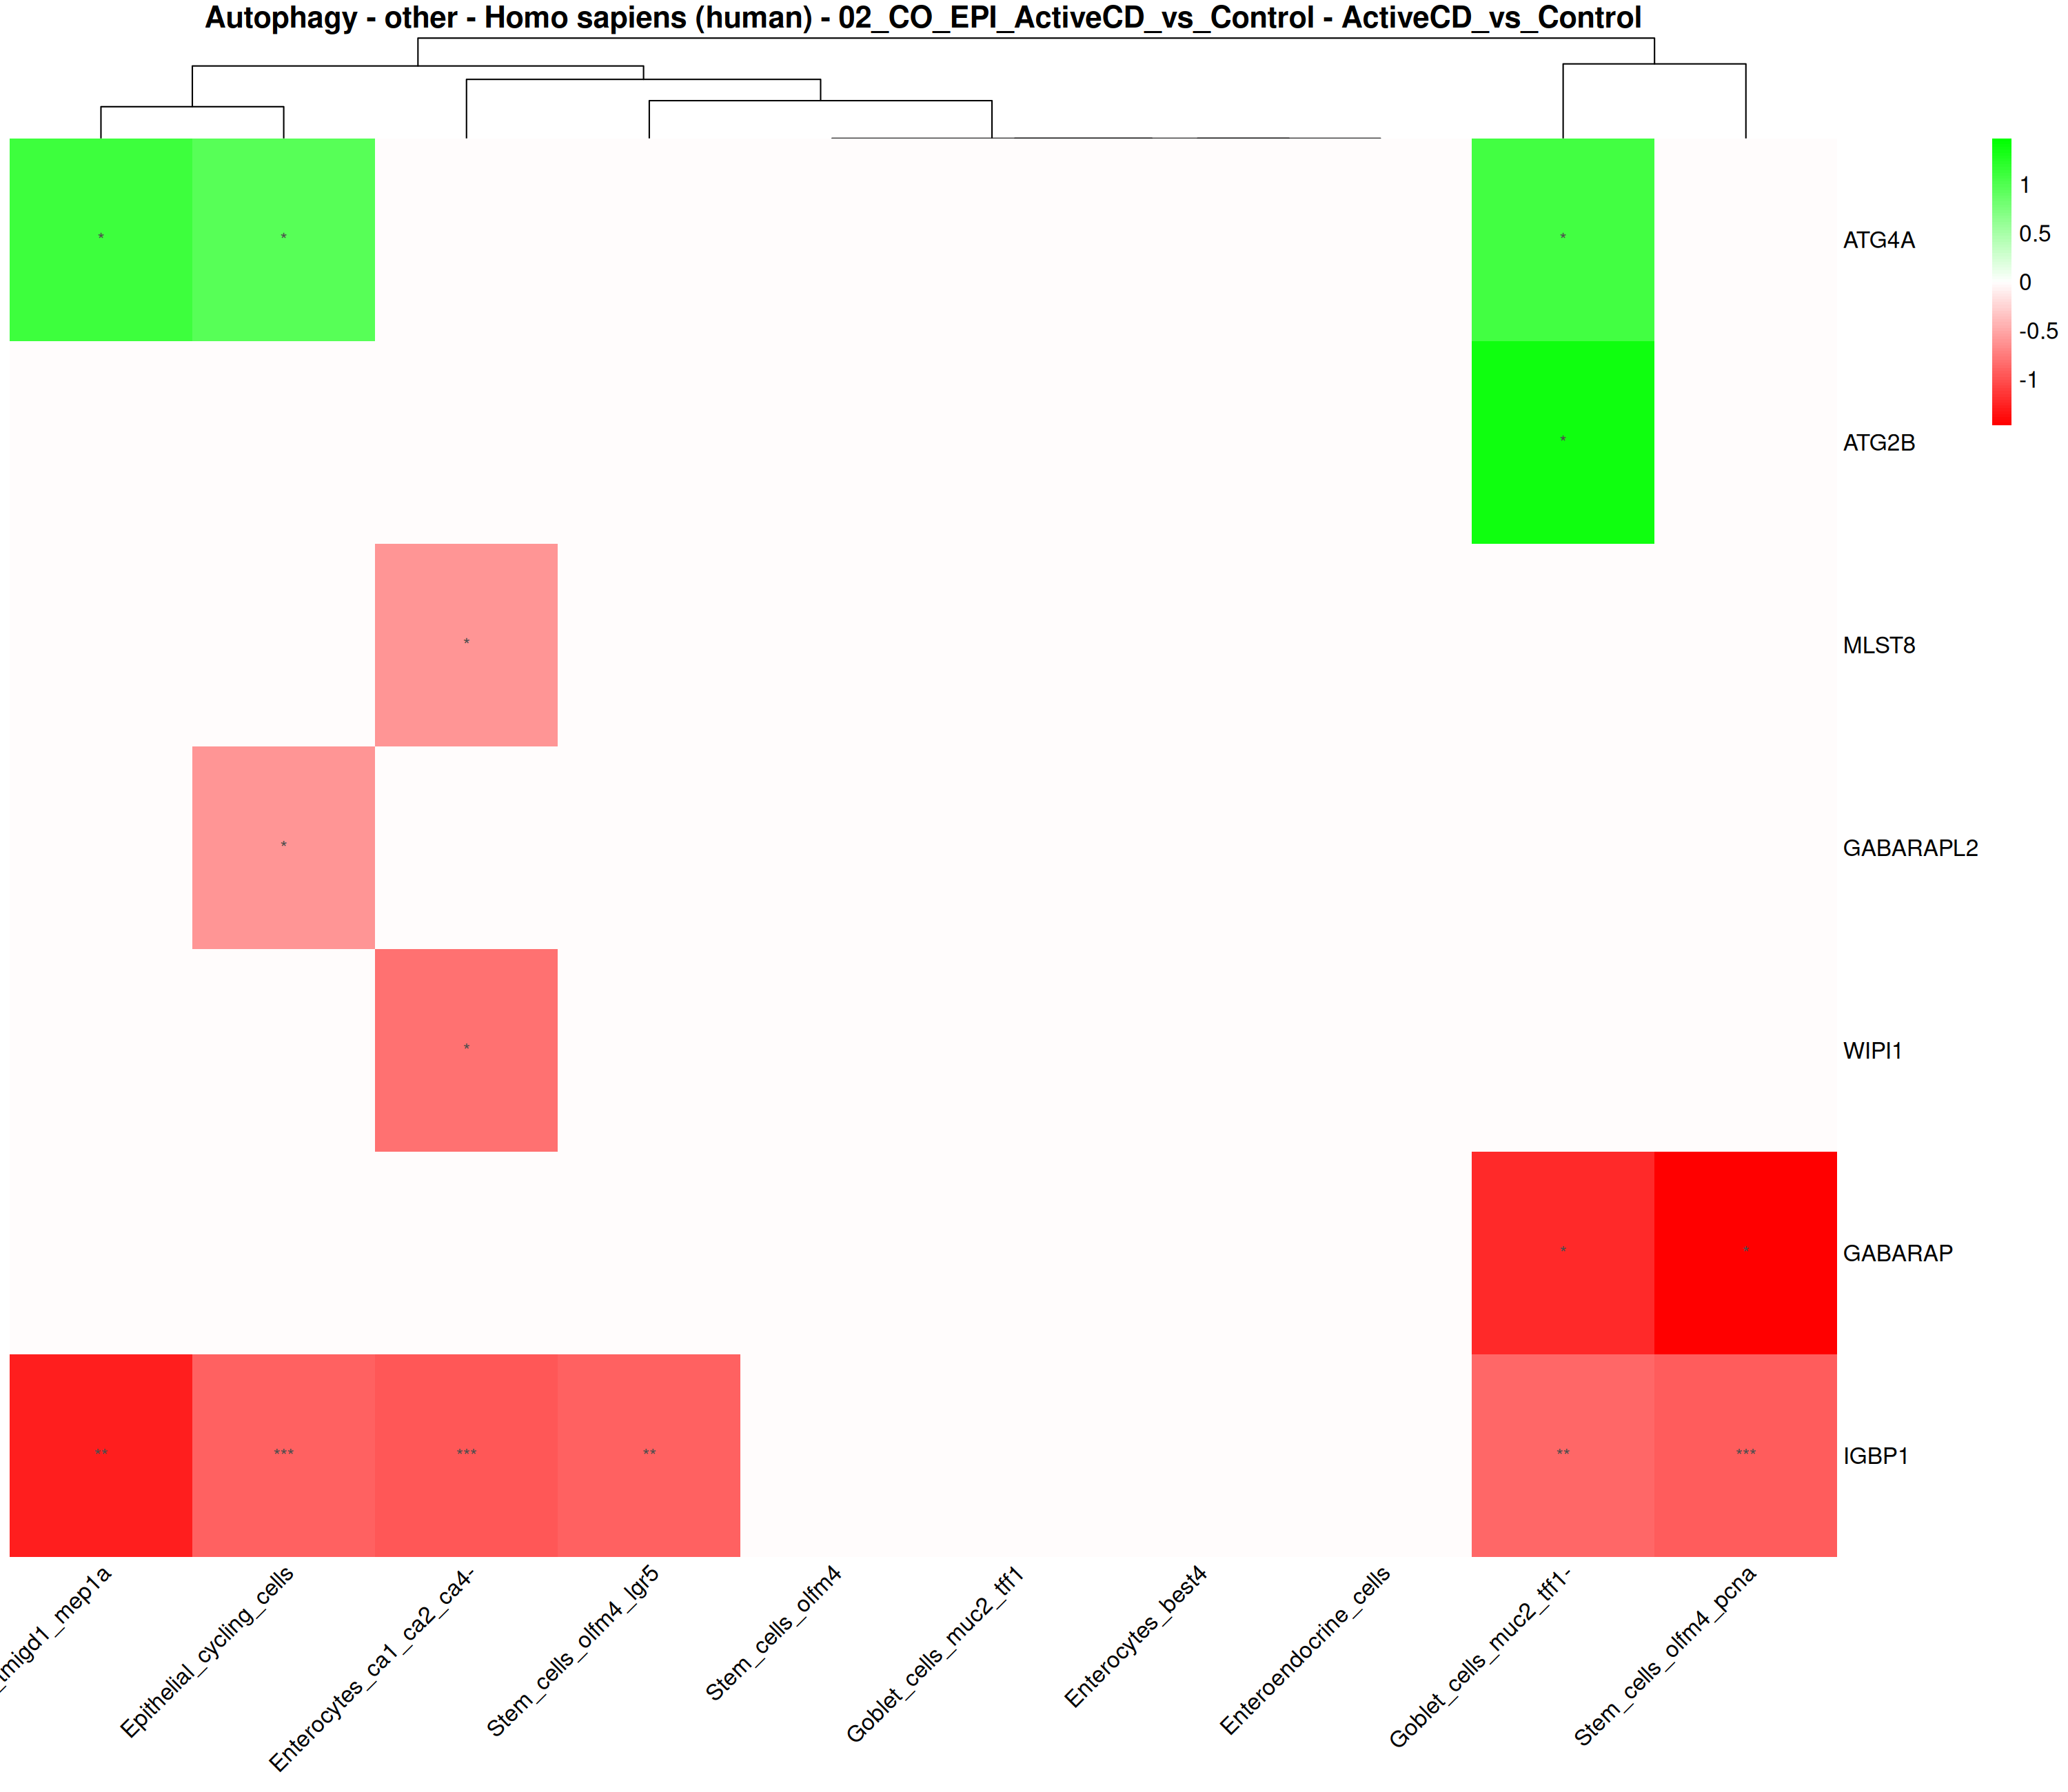 Autophagy - other - Homo sapiens (human) - 02_CO_EPI_ActiveCD_vs_Control - ActiveCD_vs_Control
1
0.5
0
-0.5
-1
* * * ATG4A
* ATG2B
* MLST8
* GABARAPL2
* WIPI1
* * GABARAP
** *** *** ** ** *** IGBP1
_tmigd1_mep1a
Epithelial_cycling_cells
Enterocytes_ca1_ca2_ca4-
Stem_cells_olfm4_lgr5
Stem_cells_olfm4
Goblet_cells_muc2_tff1
Enterocytes_best4
Enteroendocrine_cells
Goblet_cells_muc2_tff1-
Stem_cells_olfm4_pcna